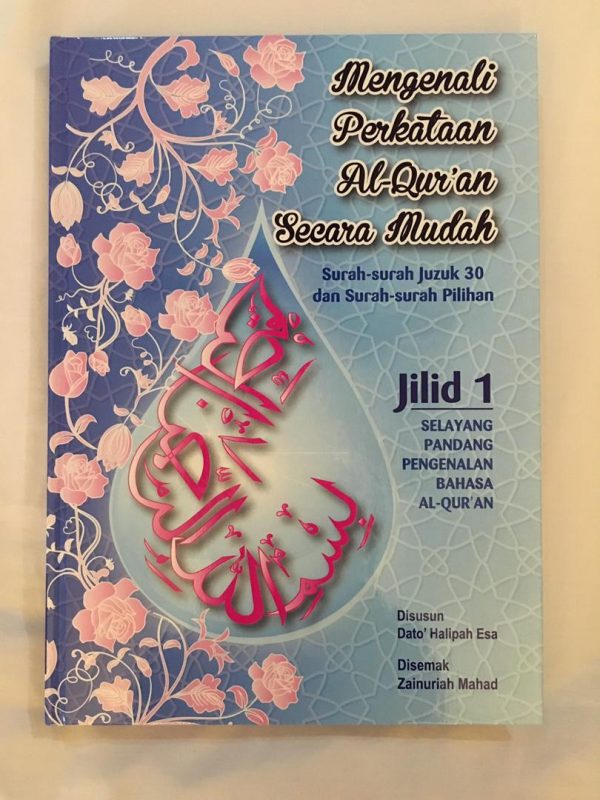 Mengenali
Perkataan
Al-Qur'an
Secara Mudah
Surah-surah Juzuk 30
dan Surah-surah Pilihan
بسم الله الرحمن الرحيم
Jilid 1
SELAYANG
PANDANG
PENGENALAN
BAHASA
AL-QUR'AN
Disusun
Dato' Halipah Esa
Disemak
Zainuriah Mahad